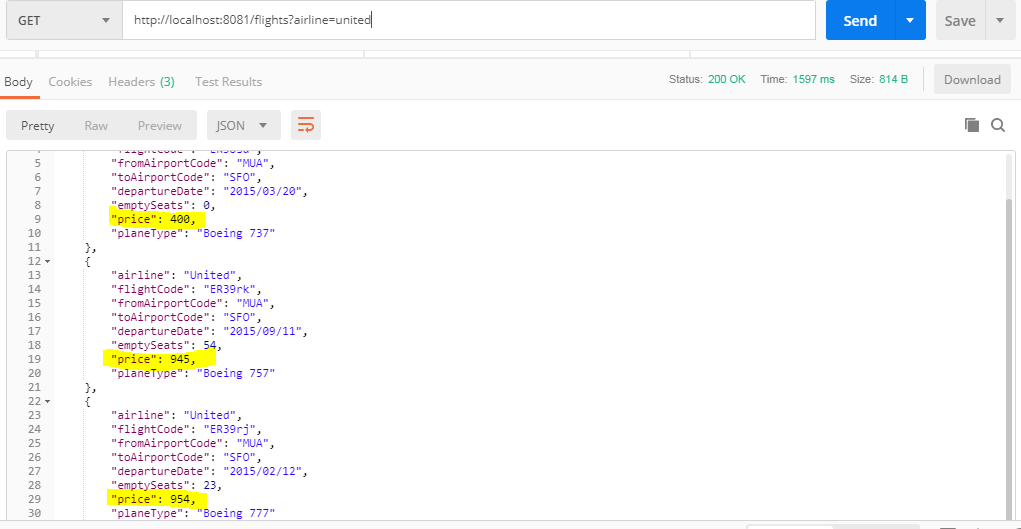 GET http://localhost:8081/flights?airline=united Send Save
Body Cookies Headers (3) Test Results Status: 200 OK Time: 1597 ms Size: 814 B Download
Pretty Raw Preview JSON
5 "fromAirportCode": "MUA",
6 "toAirportCode": "SFO",
7 "departureDate": "2015/03/20",
8 "emptySeats": 0,
9 "price": 400,
10 "planeType": "Boeing 737"
11 },
12 {
13 "airline": "United",
14 "flightCode": "ER39rk",
15 "fromAirportCode": "MUA",
16 "toAirportCode": "SFO",
17 "departureDate": "2015/09/11",
18 "emptySeats": 54,
19 "price": 945,
20 "planeType": "Boeing 757"
21 },
22 {
23 "airline": "United",
24 "flightCode": "ER39rj",
25 "fromAirportCode": "MUA",
26 "toAirportCode": "SFO",
27 "departureDate": "2015/02/12",
28 "emptySeats": 23,
29 "price": 954,
30 "planeType": "Boeing 777"